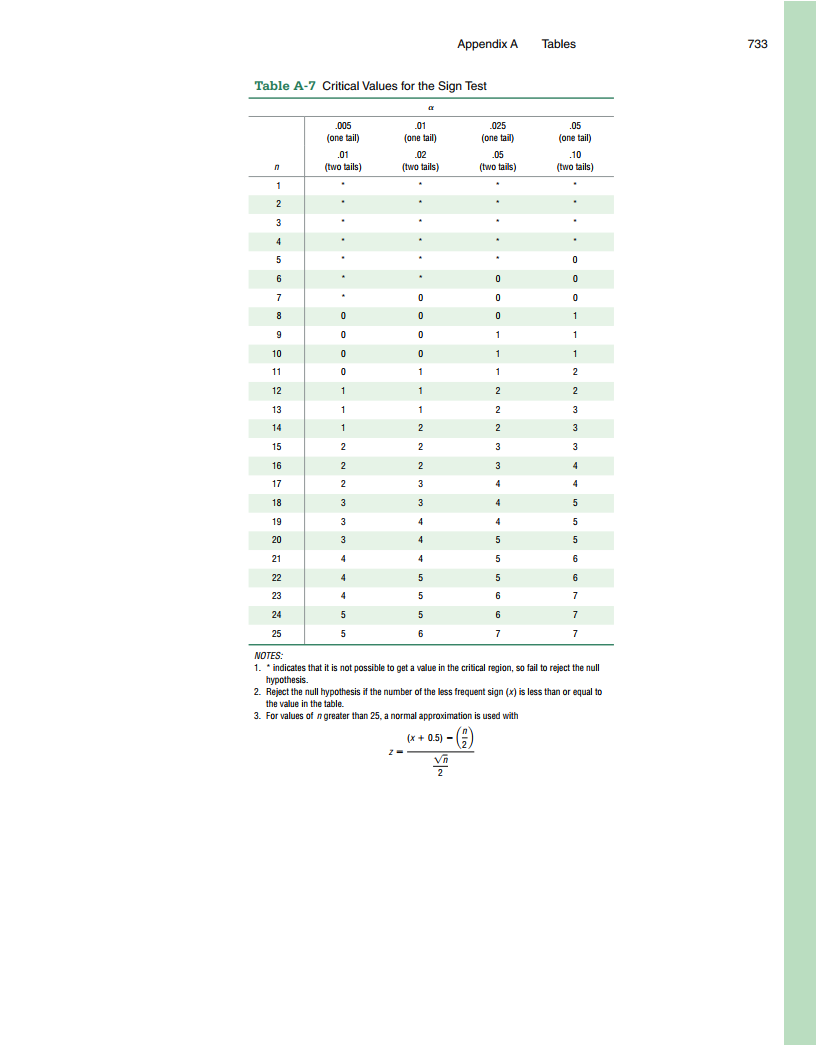 Appendix A Tables 733
Table A-7 Critical Values for the Sign Test
α
.005 .01 .025 .05
(one tail) (one tail) (one tail) (one tail)
.01 .02 .05 .10
n (two tails) (two tails) (two tails) (two tails)
1 * * * *
2 * * * *
3 * * * *
4 * * * *
5 * * * 0
6 * * 0 0
7 * 0 0 0
8 0 0 0 1
9 0 0 1 1
10 0 0 1 1
11 0 1 1 2
12 1 1 2 2
13 1 1 2 3
14 1 2 2 3
15 2 2 3 3
16 2 2 3 4
17 2 3 4 4
18 3 3 4 5
19 3 4 4 5
20 3 4 5 5
21 4 4 5 6
22 4 5 5 6
23 4 5 6 7
24 5 5 6 7
25 5 6 7 7
NOTES:
1. * indicates that it is not possible to get a value in the critical region, so fail to reject the null
hypothesis.
2. Reject the null hypothesis if the number of the less frequent sign (x) is less than or equal to
the value in the table.
3. For values of n greater than 25, a normal approximation is used with
(x + 0.5) − (n/2)
z =
√n
2